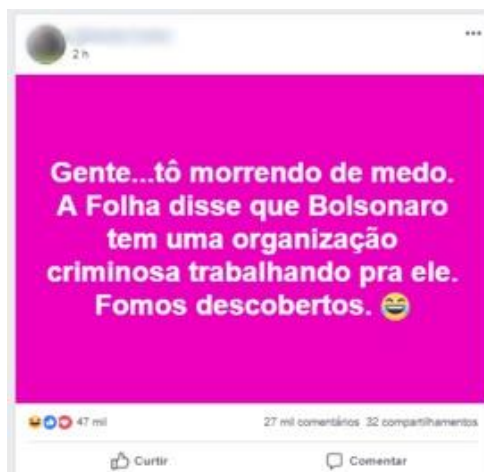 2 h
Gente...tô morrendo de medo.
A Folha disse que Bolsonaro
tem uma organização
criminosa trabalhando pra ele.
Fomos descobertos. 😄
47 mil 27 mil comentários 32 compartilhamentos
Curtir Comentar